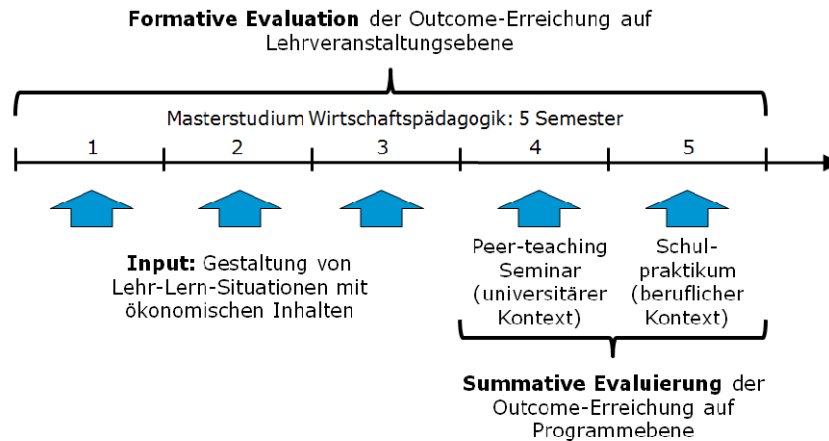 Formative Evaluation der Outcome-Erreichung auf
Lehrveranstaltungsebene
Masterstudium Wirtschaftspädagogik: 5 Semester
1 2 3 4 5
Input: Gestaltung von
Lehr-Lern-Situationen mit
ökonomischen Inhalten
Peer-teaching
Seminar
(universitärer
Kontext)
Schul-
praktikum
(beruflicher
Kontext)
Summative Evaluierung der
Outcome-Erreichung auf
Programmebene